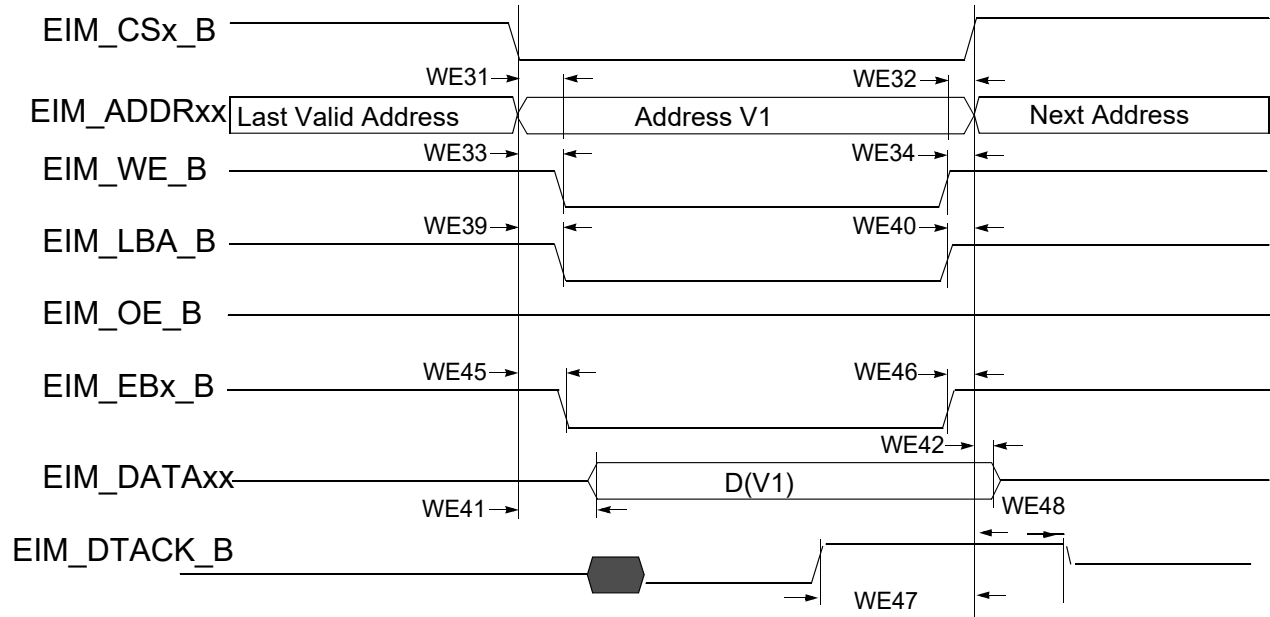 EIM_CSx_B
WE31 WE32
EIM_ADDRxx Last Valid Address Address V1 Next Address
WE33 WE34
EIM_WE_B
WE39 WE40
EIM_LBA_B
EIM_OE_B
WE45 WE46
EIM_EBx_B
WE42
EIM_DATAxx D(V1)
WE41 WE48
EIM_DTACK_B
WE47